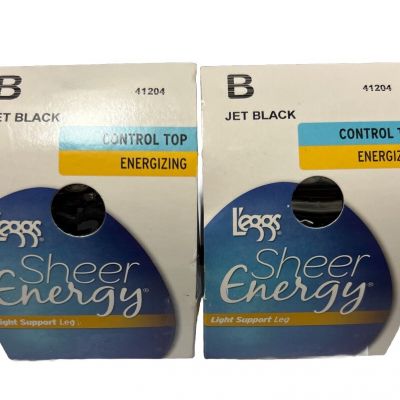 B
41204
ET BLACK
CONTROL TOP
ENERGIZING
L'eggs
Sheer
Energy®
Light Support Leg
B
41204
JET BLACK
CONTROL T
ENERGIZ
L'eggs
Sheer
Energy®
Light Support Leg